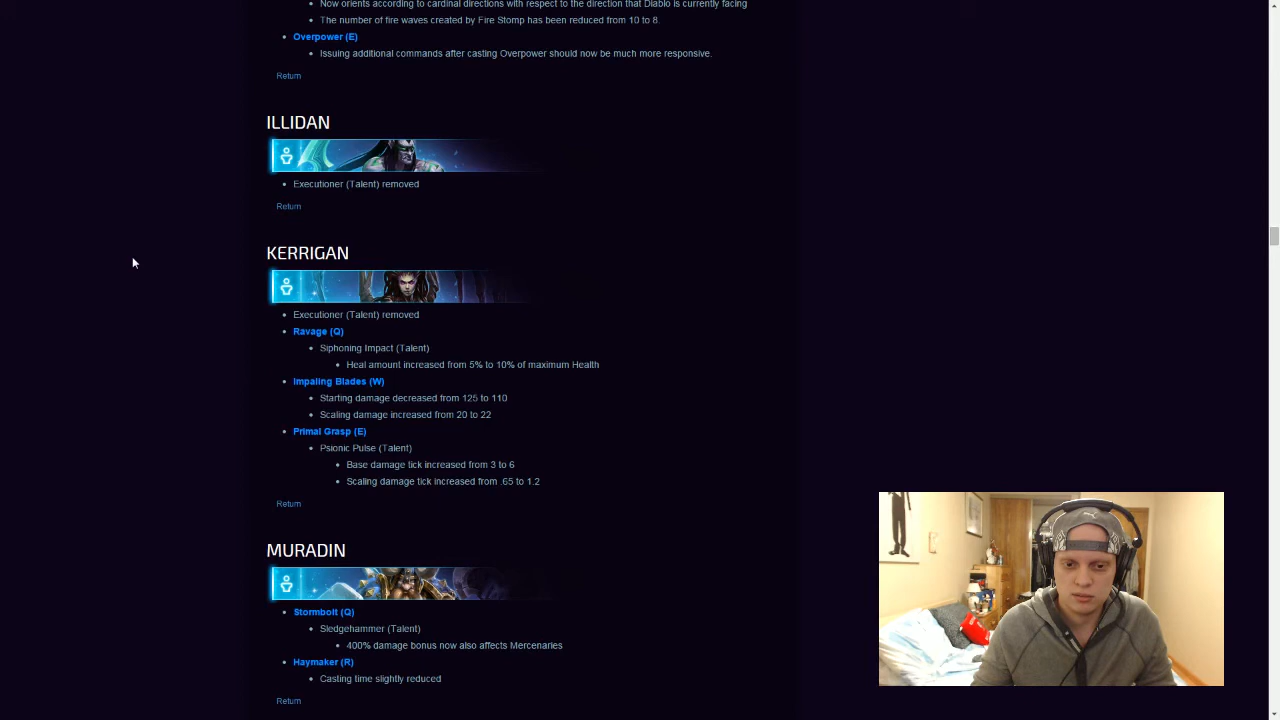 Now orients according to cardinal directions with respect to the direction that Diablo is currently facing
The number of fire waves created by Fire Stomp has been reduced from 10 to 8.
Overpower (E)
Issuing additional commands after casting Overpower should now be much more responsive.
Return
ILLIDAN
Executioner (Talent) removed
Return
KERRIGAN
Executioner (Talent) removed
Ravage (Q)
Siphoning Impact (Talent)
Heal amount increased from 5% to 10% of maximum Health
Impaling Blades (W)
Starting damage decreased from 125 to 110
Scaling damage increased from 20 to 22
Primal Grasp (E)
Psionic Pulse (Talent)
Base damage tick increased from 3 to 6
Scaling damage tick increased from .65 to 1.2
Return
MURADIN
Stormbolt (Q)
Sledgehammer (Talent)
400% damage bonus now also affects Mercenaries
Haymaker (R)
Casting time slightly reduced
Return